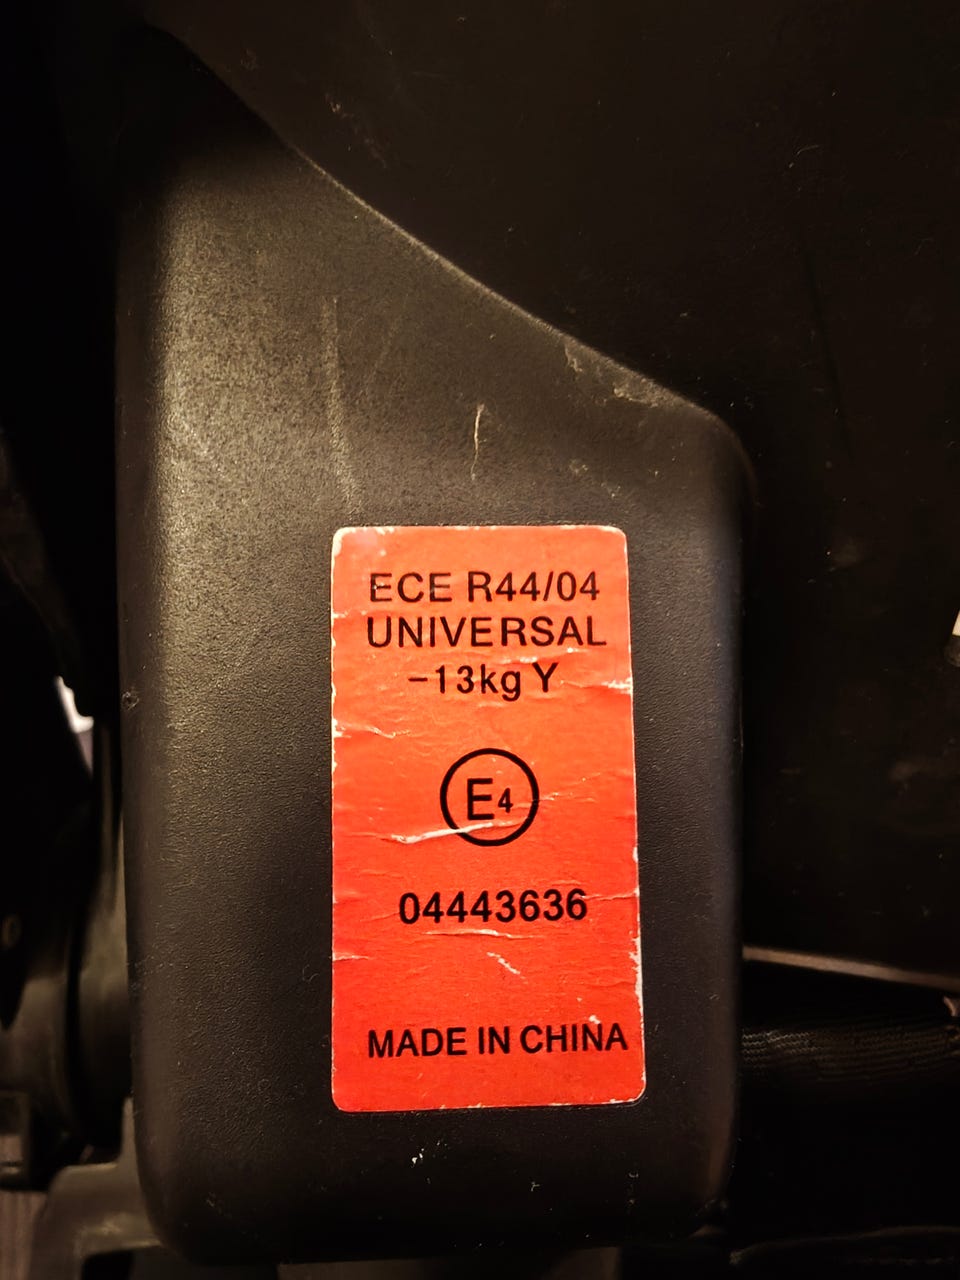 ECE R44/04
UNIVERSAL
-13kg Y
E4
04443636
MADE IN CHINA